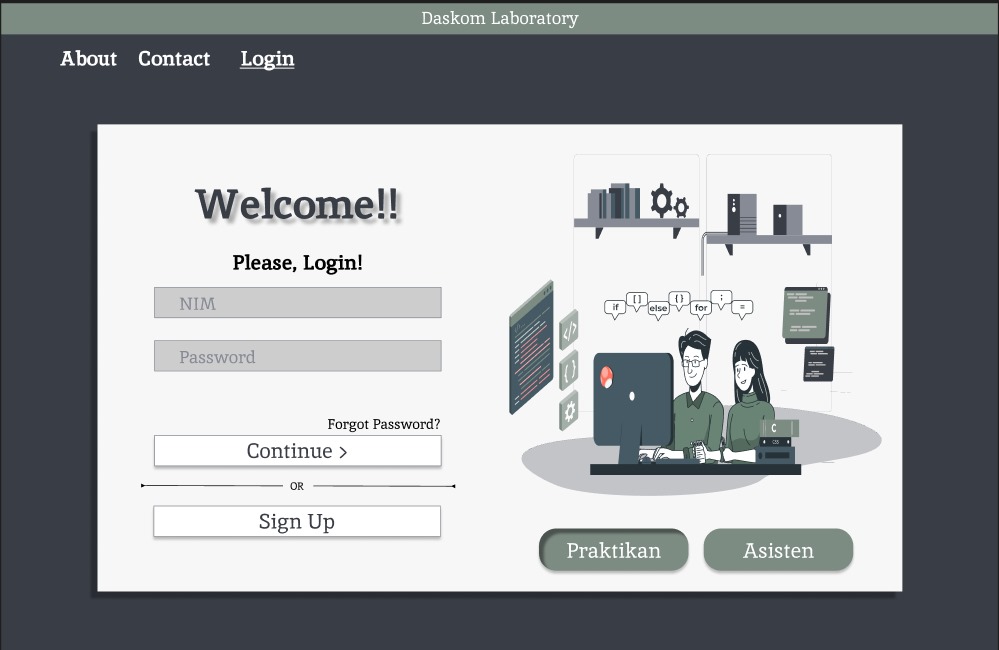 Daskom Laboratory
About Contact Login
Welcome!!
Please, Login!
NIM
Password
Forgot Password?
Continue >
OR
Sign Up
if [ ] else { } for ; =
</>
{ }
C
CSS
Praktikan Asisten